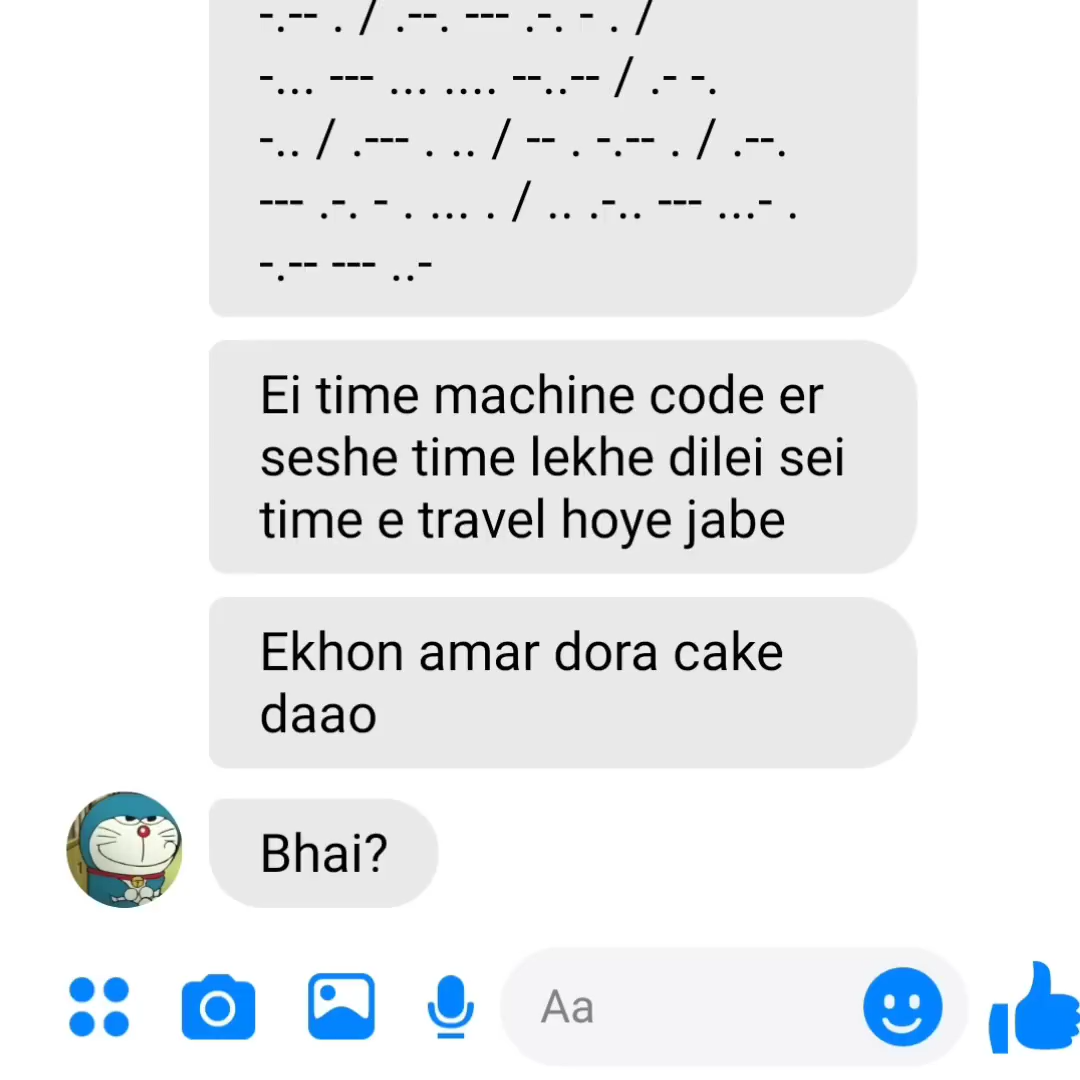 -.-- . / .--. --- .-. - . /
-... --- ... .... --..-- / .- -.
-.. / .--- . .. / -- . -.-- . / .--.
--- .-. - . ... . / .. .-.. --- ...- .
-.-- --- ..-
Ei time machine code er
seshe time lekhe dilei sei
time e travel hoye jabe
Ekhon amar dora cake
daao
Bhai?
Aa